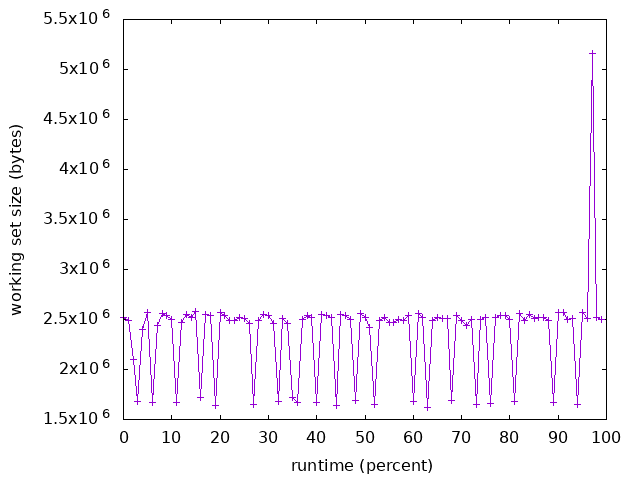 5.5x10^6
5x10^6
4.5x10^6
4x10^6
3.5x10^6
3x10^6
2.5x10^6
2x10^6
1.5x10^6
0 10 20 30 40 50 60 70 80 90 100
working set size (bytes)
runtime (percent)